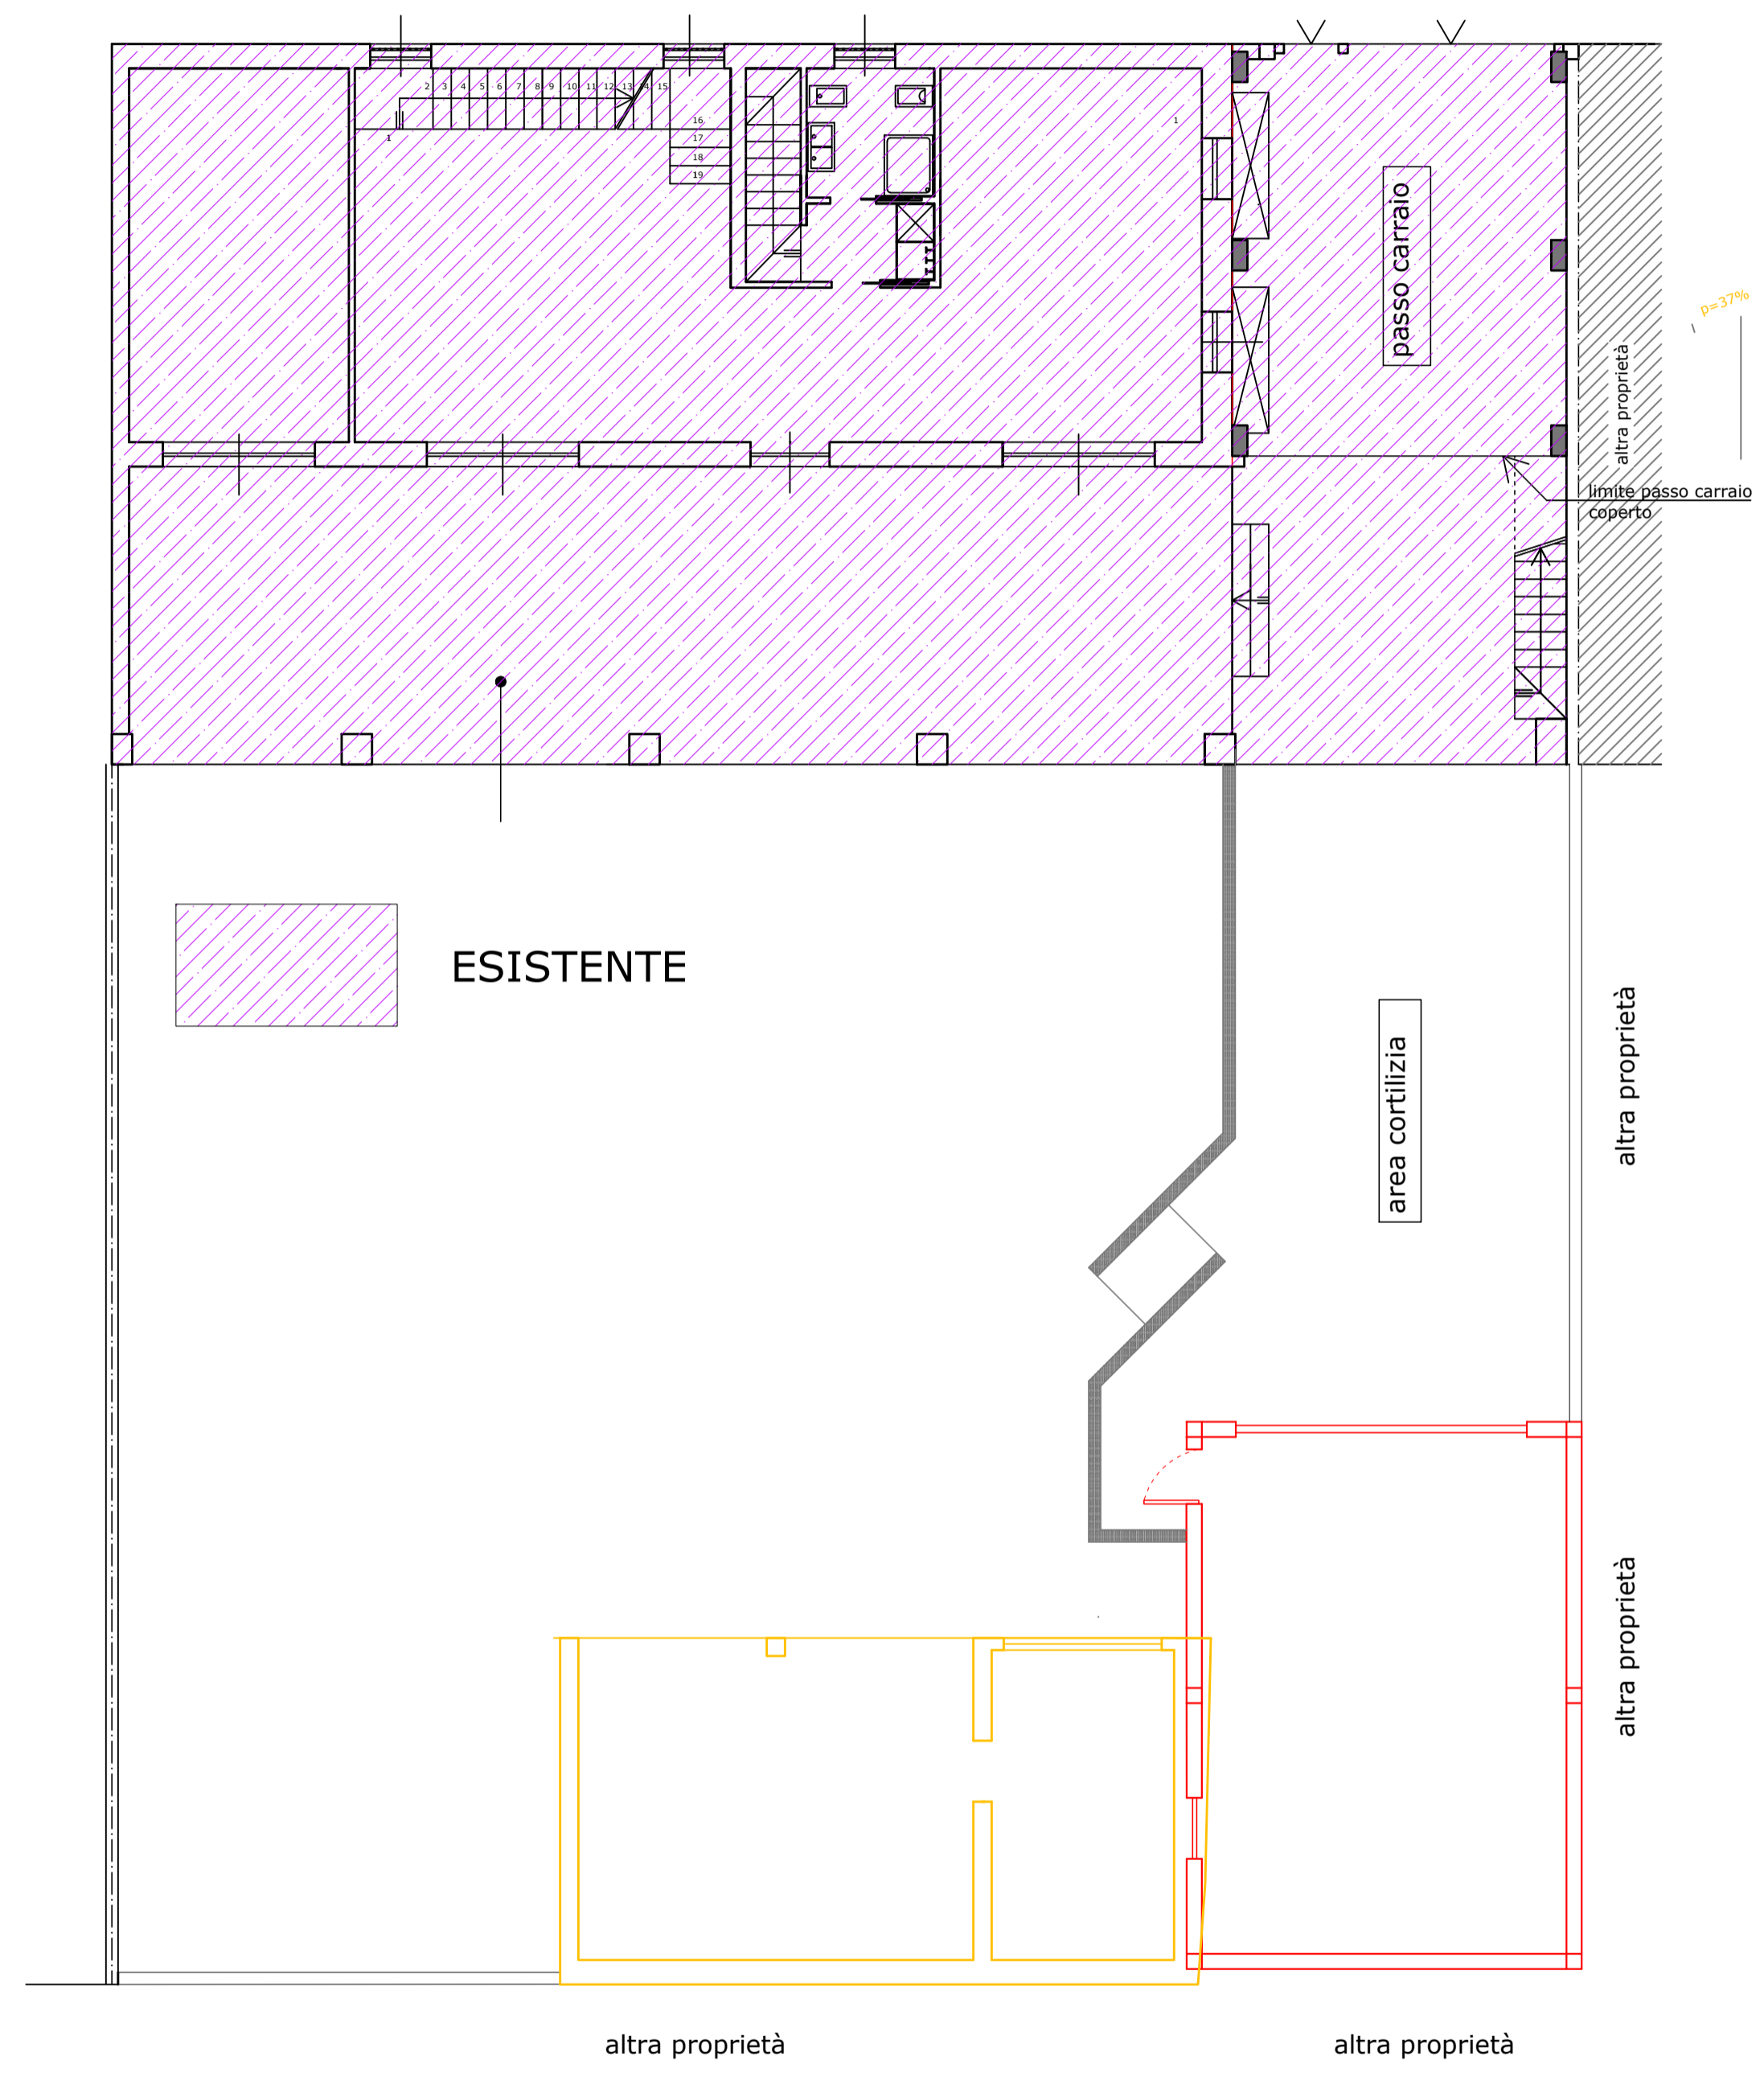 2 3 4 5 6 7 8 9 10 11 12 13 14 15
1
16
17
18
19
1
passo carraio
p=37%
altra proprietà
limite passo carraio
coperto
ESISTENTE
area cortilizia
altra proprietà
altra proprietà
altra proprietà
altra proprietà